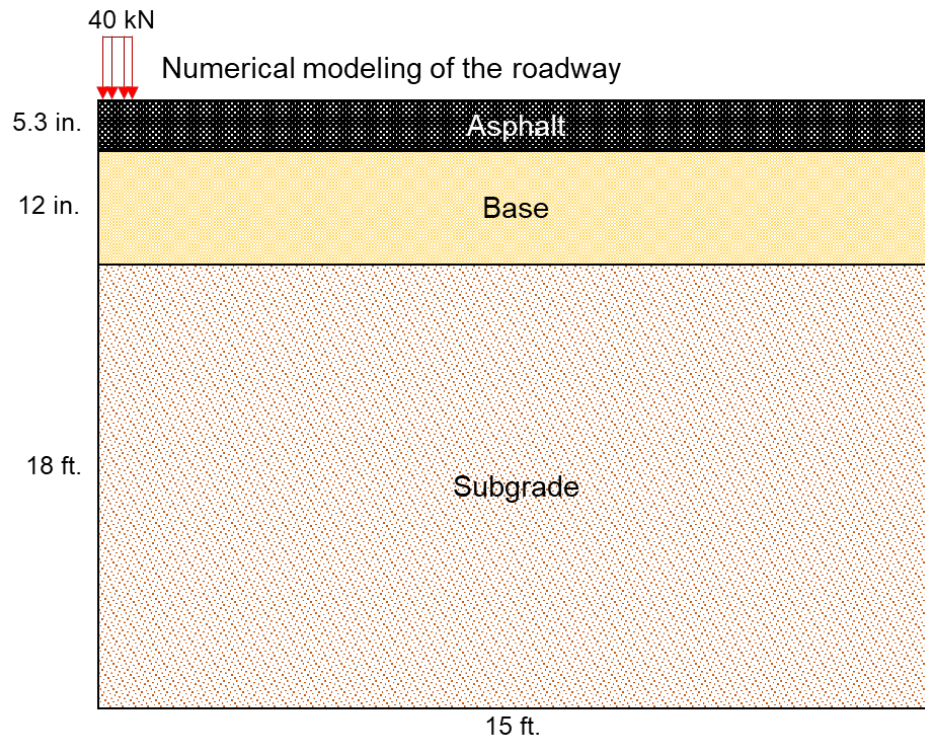 40 kN
Numerical modeling of the roadway
5.3 in.
Asphalt
12 in.
Base
18 ft.
Subgrade
15 ft.